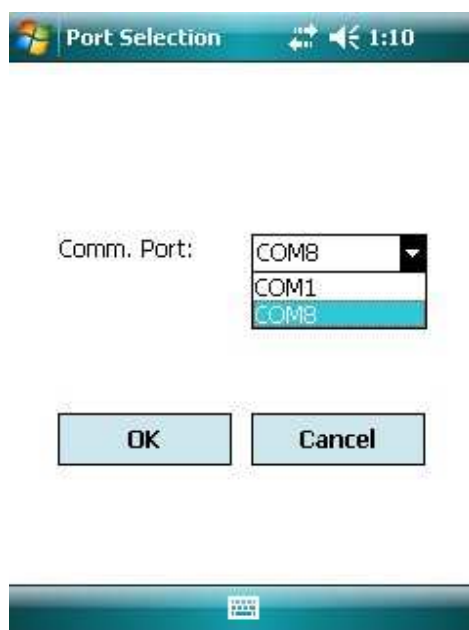 Port Selection 1:10
Comm. Port: COM8
COM1
COM8
OK Cancel